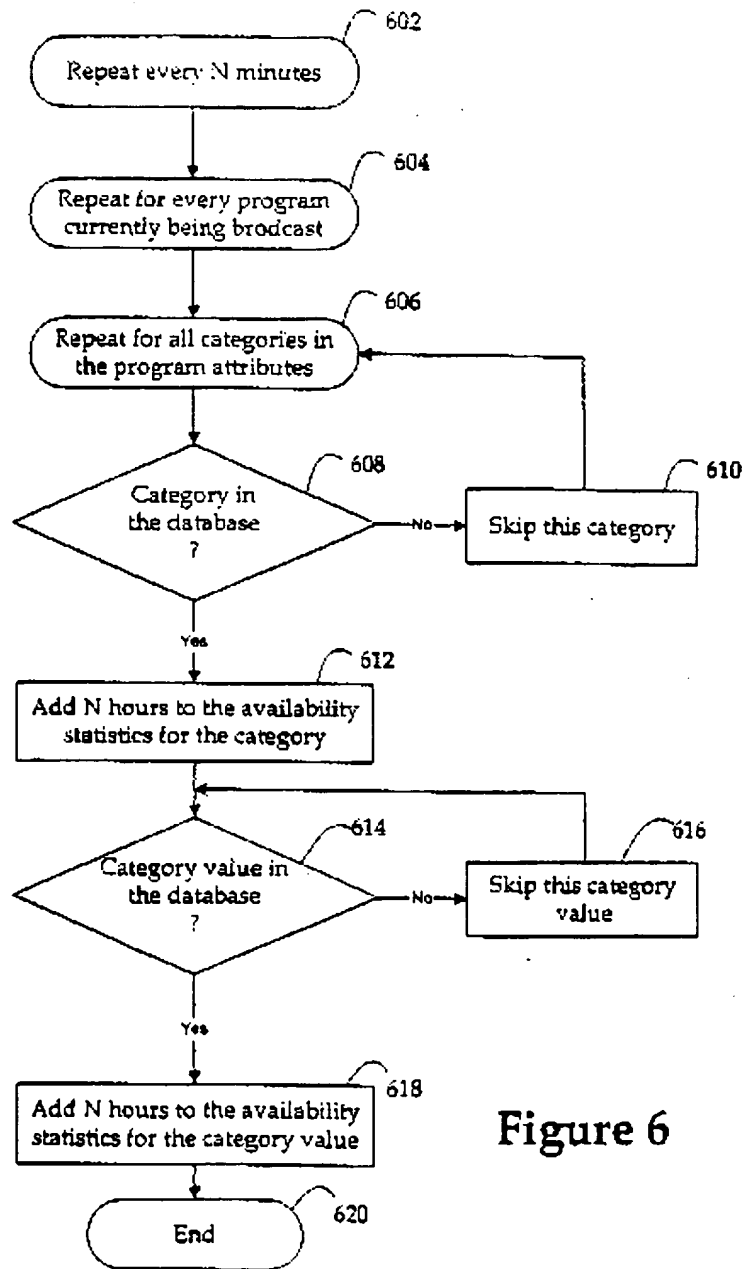 602
Repeat every N minutes
604
Repeat for every program
currently being brodcast
606
Repeat for all categories in
the program attributes
608
Category in
the database
?
No
610
Skip this category
Yes
612
Add N hours to the availability
statistics for the category
614
Category value in
the database
?
No
616
Skip this category
value
Yes
618
Add N hours to the availability
statistics for the category value
Figure 6
620
End